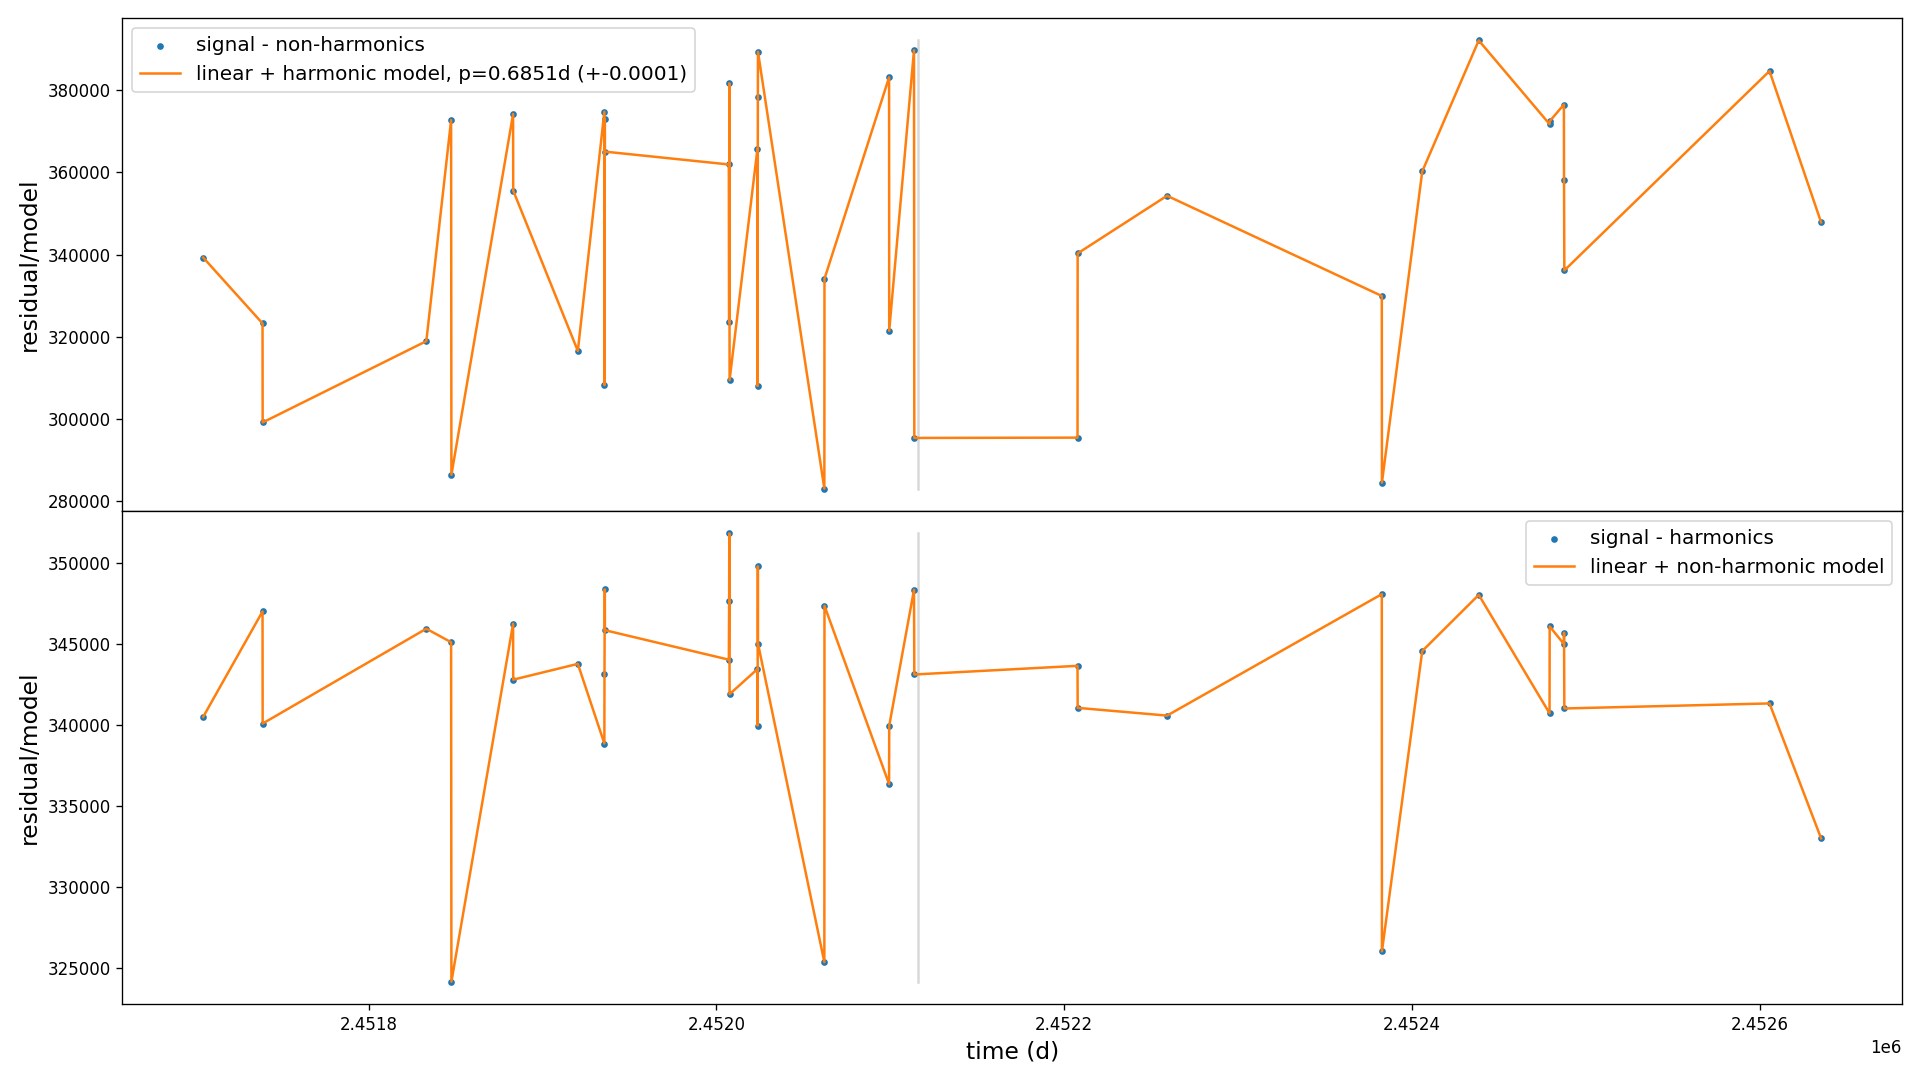 signal - non-harmonics
linear + harmonic model, p=0.6851d (+-0.0001)
380000
360000
340000
320000
300000
280000
residual/model
signal - harmonics
linear + non-harmonic model
350000
345000
340000
335000
330000
325000
residual/model
2.4518 2.4520 2.4522 2.4524 2.4526
1e6
time (d)